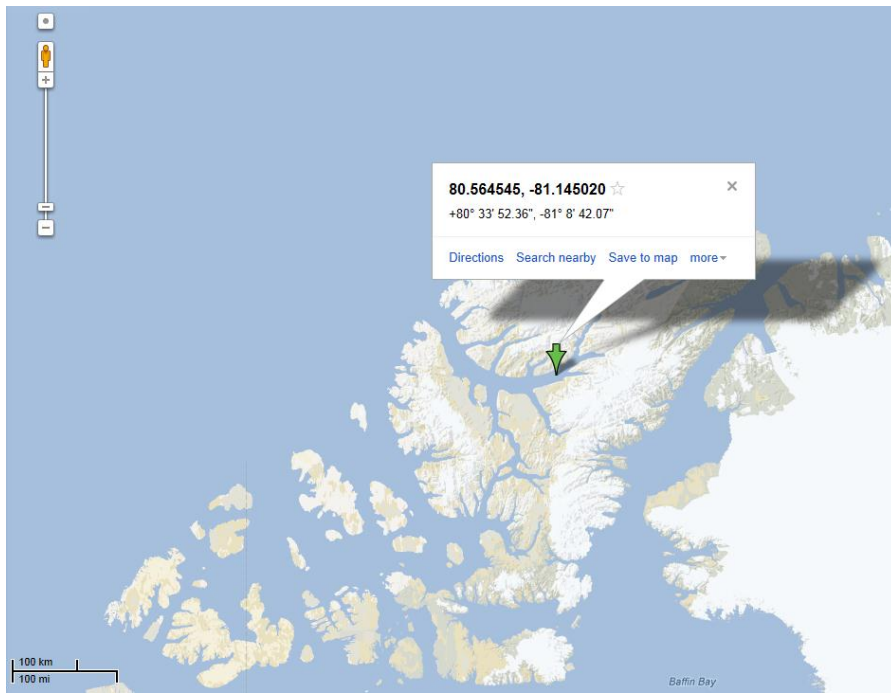 80.564545, -81.145020
+80° 33' 52.36", -81° 8' 42.07"
Directions Search nearby Save to map more
100 km
100 mi
Baffin Bay